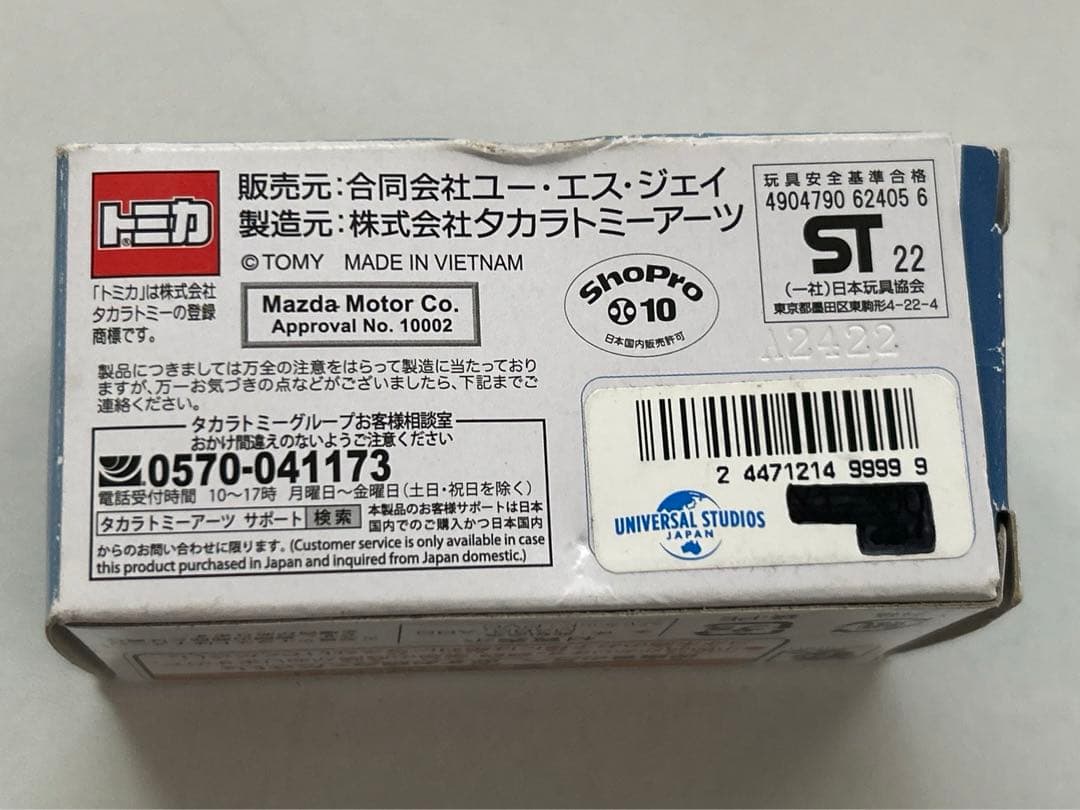 トミカ®
「トミカ」は株式会社
タカラトミーの登録
商標です。
販売元：合同会社ユー・エス・ジェイ
製造元：株式会社タカラトミーアーツ
©TOMY MADE IN VIETNAM
Mazda Motor Co.
Approval No. 10002
ShoPro
10
日本国内販売許可
玩具安全基準合格
4904790 62405 6
ST 22
(一社)日本玩具協会
東京都墨田区東駒形4-22-4
A2422
製品につきましては万全の注意をはらって製造に当たっており
ますが、万一お気づきの点などがございましたら、下記までご
連絡ください。
タカラトミーグループお客様相談室
おかけ間違えのないようご注意ください
0570-041173
電話受付時間 10〜17時 月曜日〜金曜日(土日・祝日を除く)
タカラトミーアーツ サポート 検索 本製品のお客様サポートは日本
国内でのご購入かつ日本国内
からのお問い合わせに限ります。(Customer service is only available in case
this product purchased in Japan and inquired from Japan domestic.)
2 4471214 9999 9
UNIVERSAL STUDIOS
JAPAN